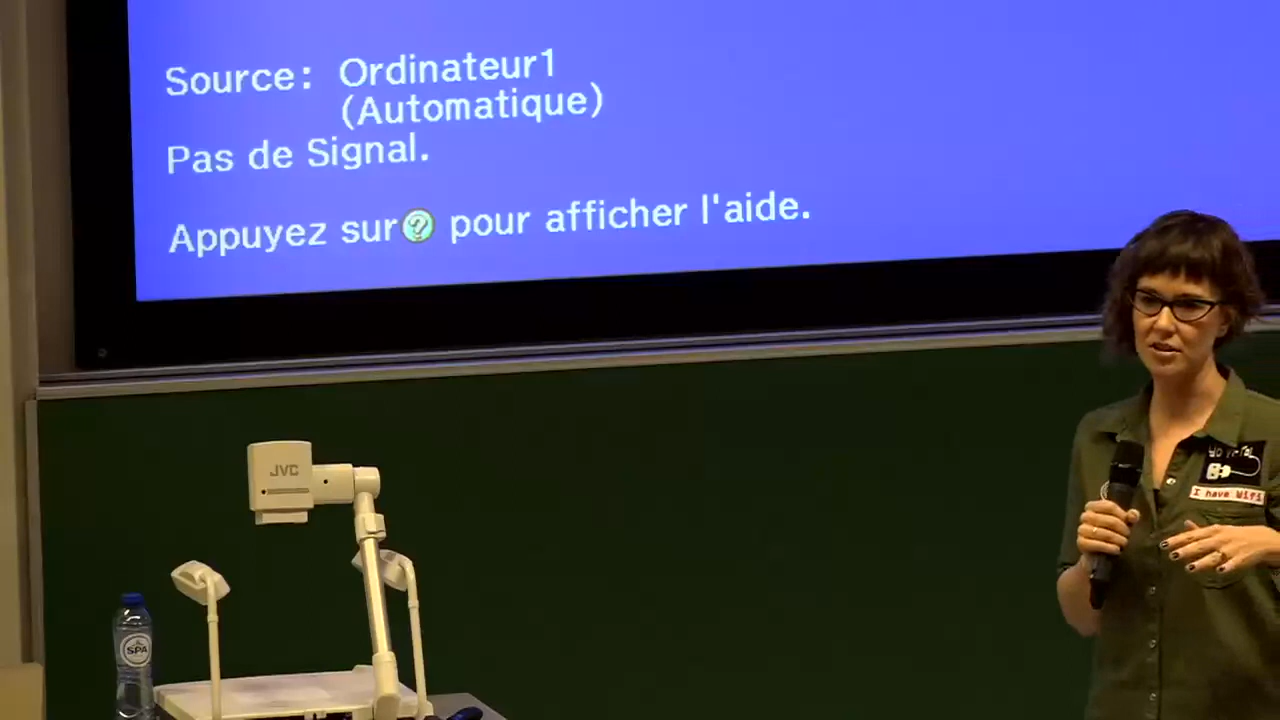 Source: Ordinateur1
(Automatique)
Pas de Signal.
Appuyez sur ? pour afficher l'aide.
JVC
SPA
I have Wifi